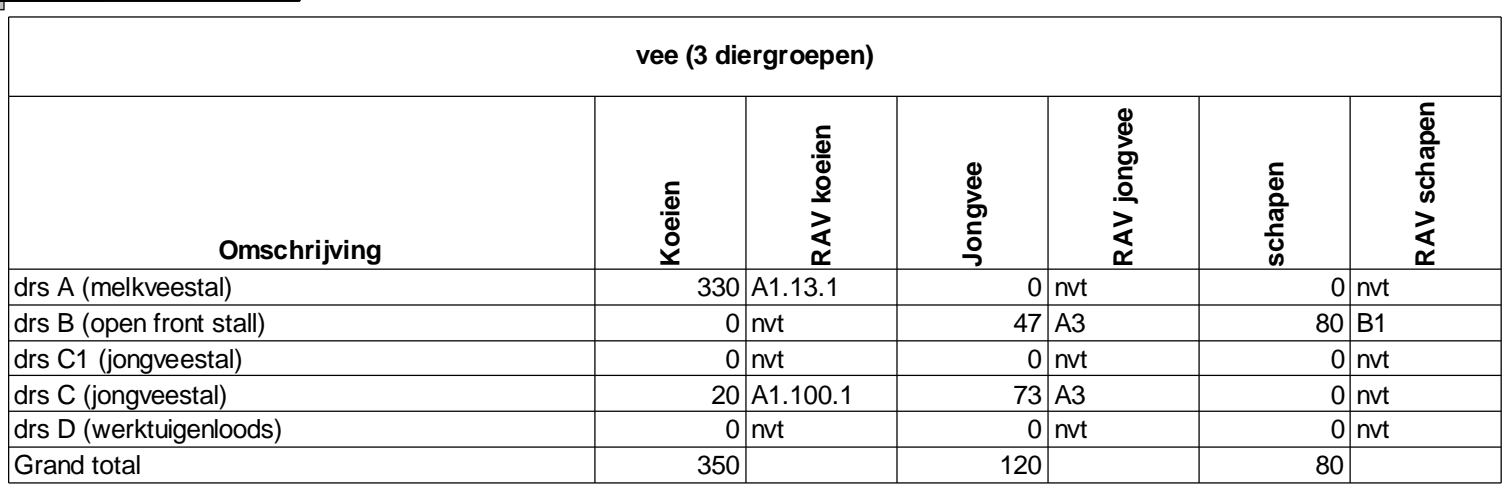 vee (3 diergroepen)
Omschrijving Koeien RAV koeien Jongvee RAV jongvee schapen RAV schapen
drs A (melkveestal) 330 A1.13.1 0 nvt 0 nvt
drs B (open front stall) 0 nvt 47 A3 80 B1
drs C1 (jongveestal) 0 nvt 0 nvt 0 nvt
drs C (jongveestal) 20 A1.100.1 73 A3 0 nvt
drs D (werktuigenloods) 0 nvt 0 nvt 0 nvt
Grand total 350 120 80